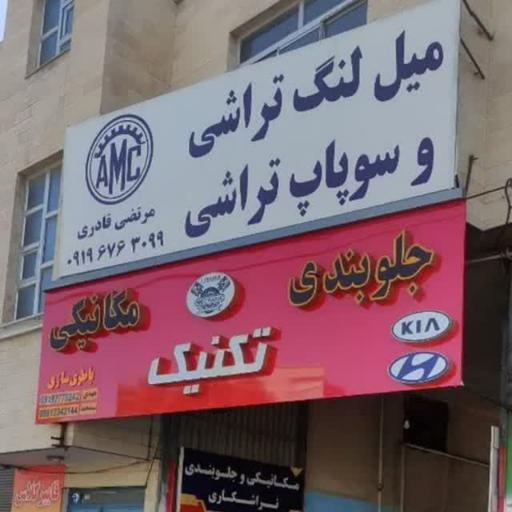 میل لنگ تراشی
و سوپاپ تراشی
AMC
مرتضی قادری
۰۹۱۹ ۶۷۶ ۳۰۹۹
جلوبندی
مکانیکی
تکنیک
KIA
باطری سازی
مکانیکی و جلوبندی
تراشکاری